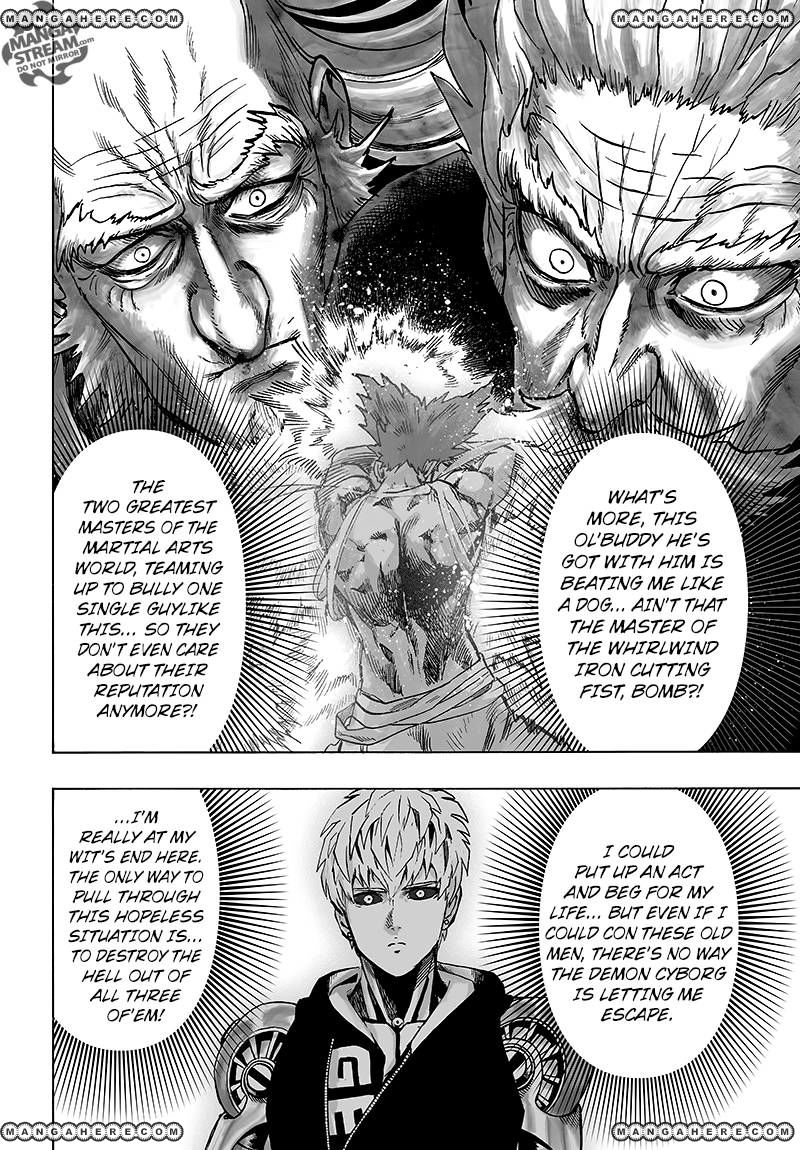 MANGAHERE.COM
MANGAHERE.COM
MANGA
STREAM
.COM
DO NOT MIRROR
WHAT'S
MORE, THIS
OL'BUDDY HE'S
GOT WITH HIM IS
BEATING ME LIKE
A DOG... AIN'T THAT
THE MASTER OF
THE WHIRLWIND
IRON CUTTING
FIST, BOMB?!
THE
TWO GREATEST
MASTERS OF THE
MARTIAL ARTS
WORLD, TEAMING
UP TO BULLY ONE
SINGLE GUYLIKE
THIS... SO THEY
DON'T EVEN CARE
ABOUT THEIR
REPUTATION
ANYMORE?!
I COULD
PUT UP AN ACT
AND BEG FOR MY
LIFE... BUT EVEN IF I
COULD CON THESE OLD
MEN, THERE'S NO WAY
THE DEMON CYBORG
IS LETTING ME
ESCAPE.
...I'M
REALLY AT MY
WIT'S END HERE.
THE ONLY WAY TO
PULL THROUGH
THIS HOPELESS
SITUATION IS...
TO DESTROY THE
HELL OUT OF
ALL THREE
OF'EM!
GE
MANGAHERE.COM
MANGAHERE.COM